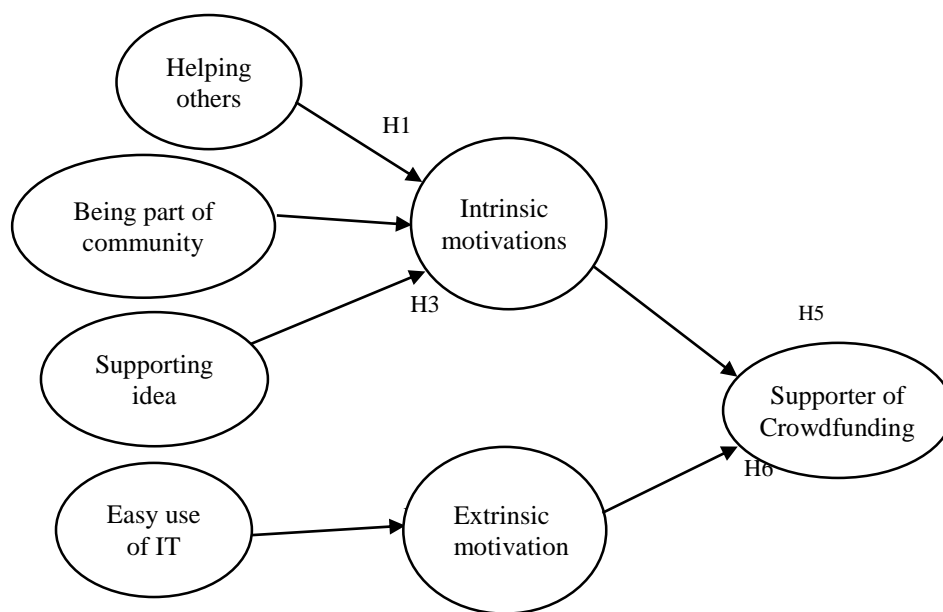 Helping
others
H1
Being part of
community
Intrinsic
motivations
H3
Supporting
idea
H5
Supporter of
Crowdfunding
H6
Easy use
of IT
Extrinsic
motivation